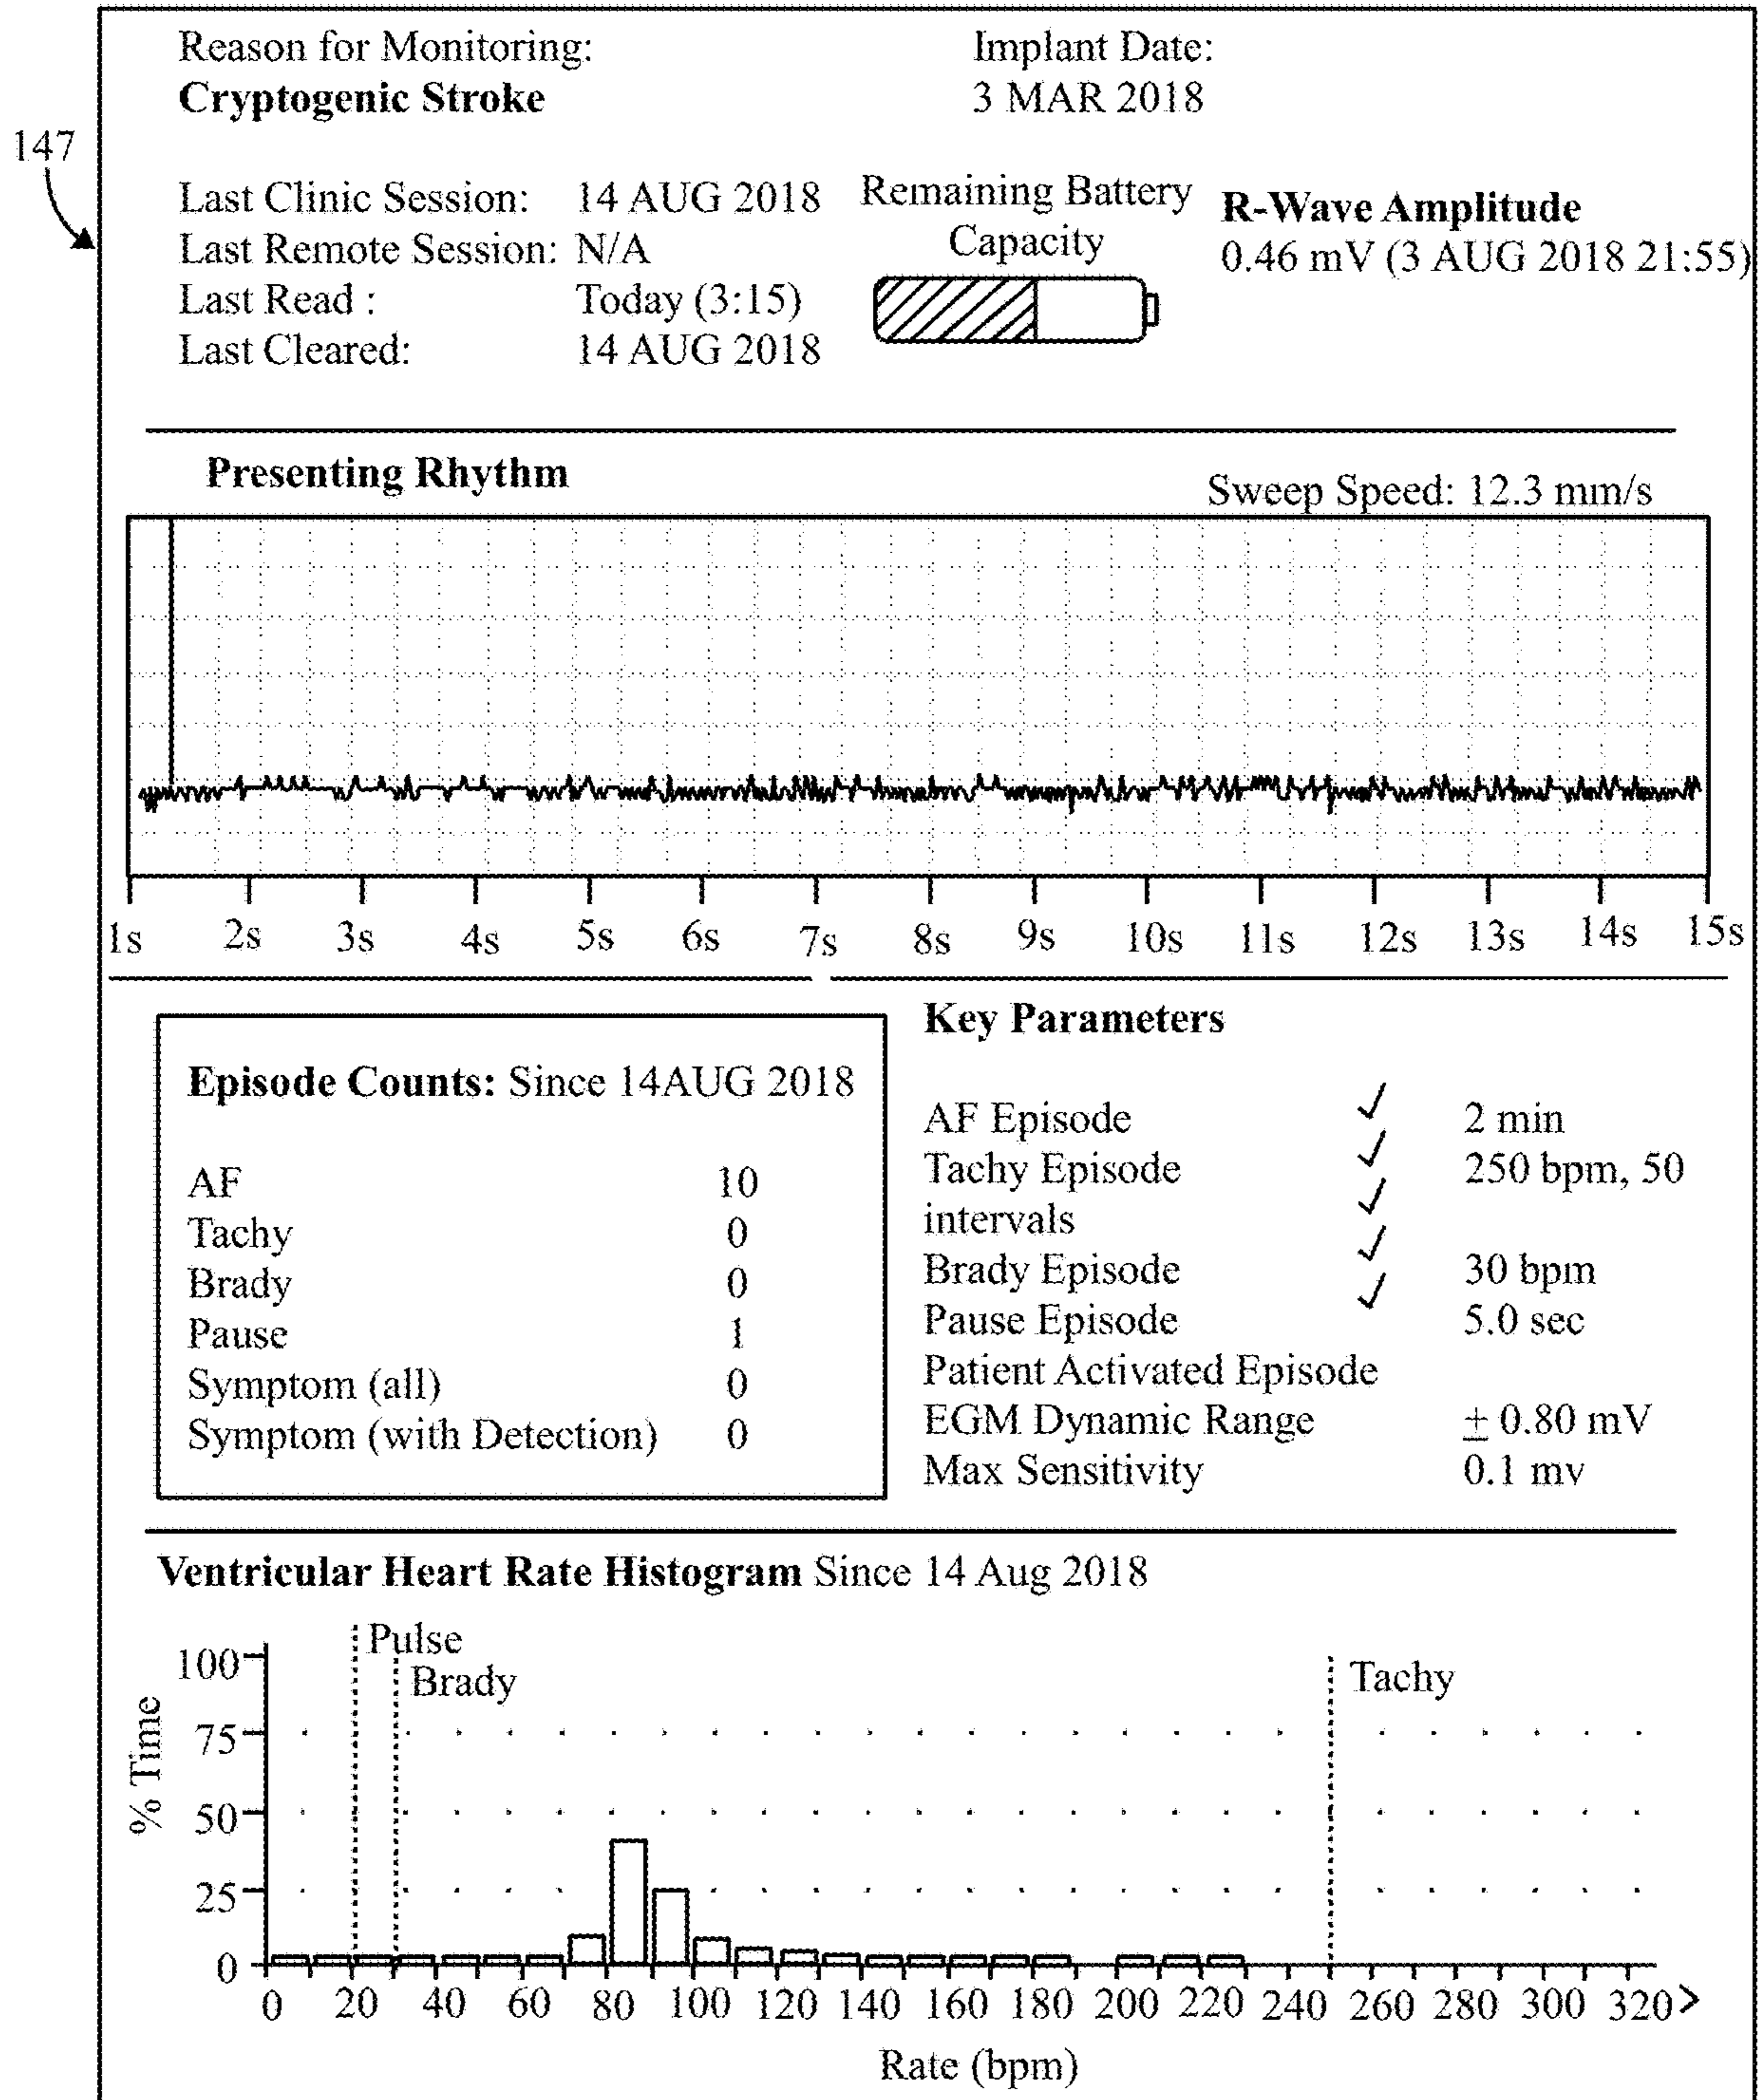 147
Reason for Monitoring:
Cryptogenic Stroke
Implant Date:
3 MAR 2018
Last Clinic Session: 14 AUG 2018
Last Remote Session: N/A
Last Read : Today (3:15)
Last Cleared: 14 AUG 2018
Remaining Battery
Capacity
R-Wave Amplitude
0.46 mV (3 AUG 2018 21:55)
Presenting Rhythm
Sweep Speed: 12.3 mm/s
1s 2s 3s 4s 5s 6s 7s 8s 9s 10s 11s 12s 13s 14s 15s
Episode Counts: Since 14AUG 2018
AF 10
Tachy 0
Brady 0
Pause 1
Symptom (all) 0
Symptom (with Detection) 0
Key Parameters
AF Episode ✓ 2 min
Tachy Episode ✓ 250 bpm, 50
intervals ✓
Brady Episode ✓ 30 bpm
Pause Episode ✓ 5.0 sec
Patient Activated Episode
EGM Dynamic Range ± 0.80 mV
Max Sensitivity 0.1 mv
Ventricular Heart Rate Histogram Since 14 Aug 2018
Pulse
Brady
Tachy
% Time
100
75
50
25
0
0 20 40 60 80 100 120 140 160 180 200 220 240 260 280 300 320>
Rate (bpm)